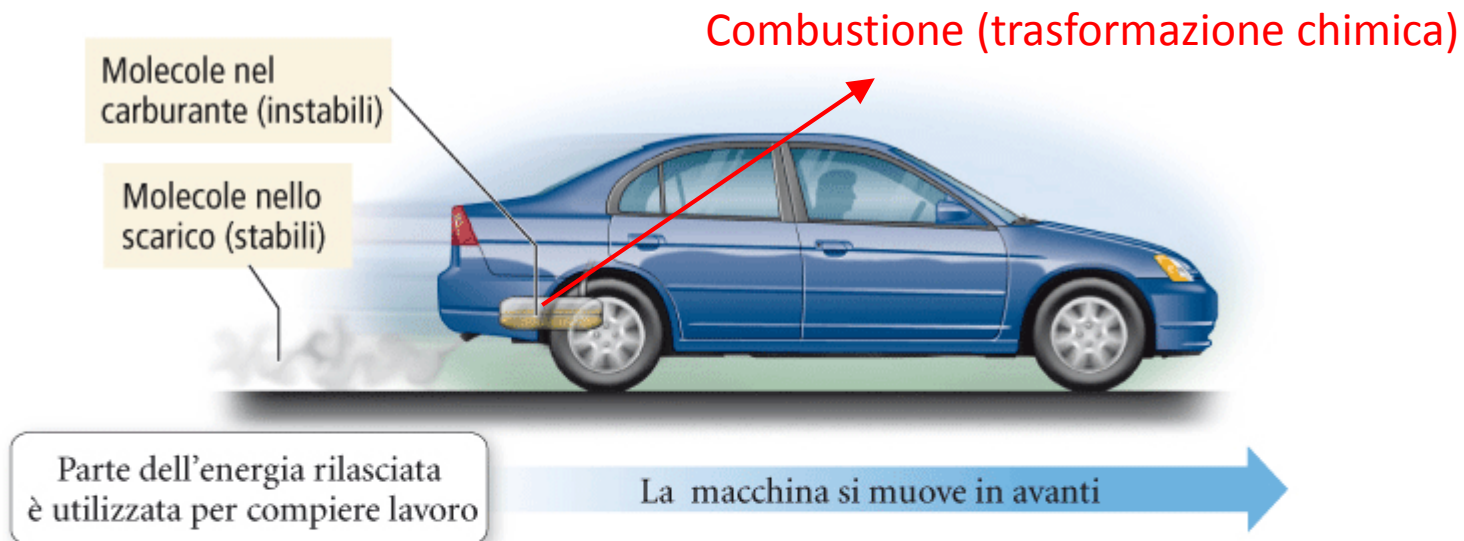 Combustione (trasformazione chimica)
Molecole nel
carburante (instabili)
Molecole nello
scarico (stabili)
Parte dell'energia rilasciata
è utilizzata per compiere lavoro
La macchina si muove in avanti